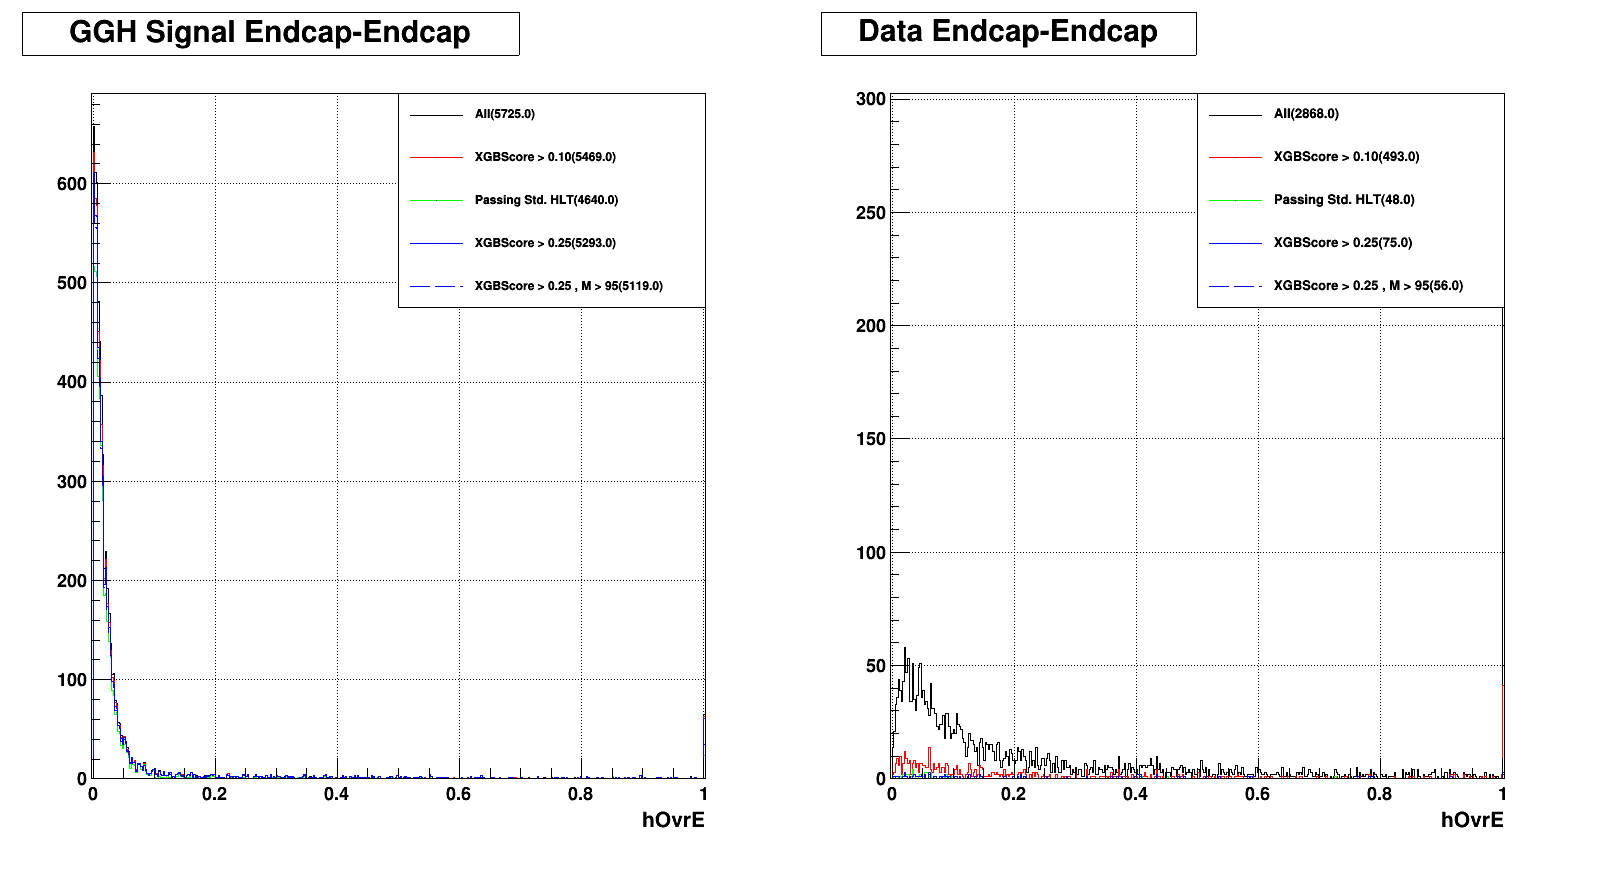 GGH Signal Endcap-Endcap
All(5725.0)
XGBScore > 0.10(5469.0)
Passing Std. HLT(4640.0)
XGBScore > 0.25(5293.0)
XGBScore > 0.25 , M > 95(5119.0)
600
500
400
300
200
100
0
0 0.2 0.4 0.6 0.8 1
hOvrE
Data Endcap-Endcap
All(2868.0)
XGBScore > 0.10(493.0)
Passing Std. HLT(48.0)
XGBScore > 0.25(75.0)
XGBScore > 0.25 , M > 95(56.0)
300
250
200
150
100
50
0
0 0.2 0.4 0.6 0.8 1
hOvrE